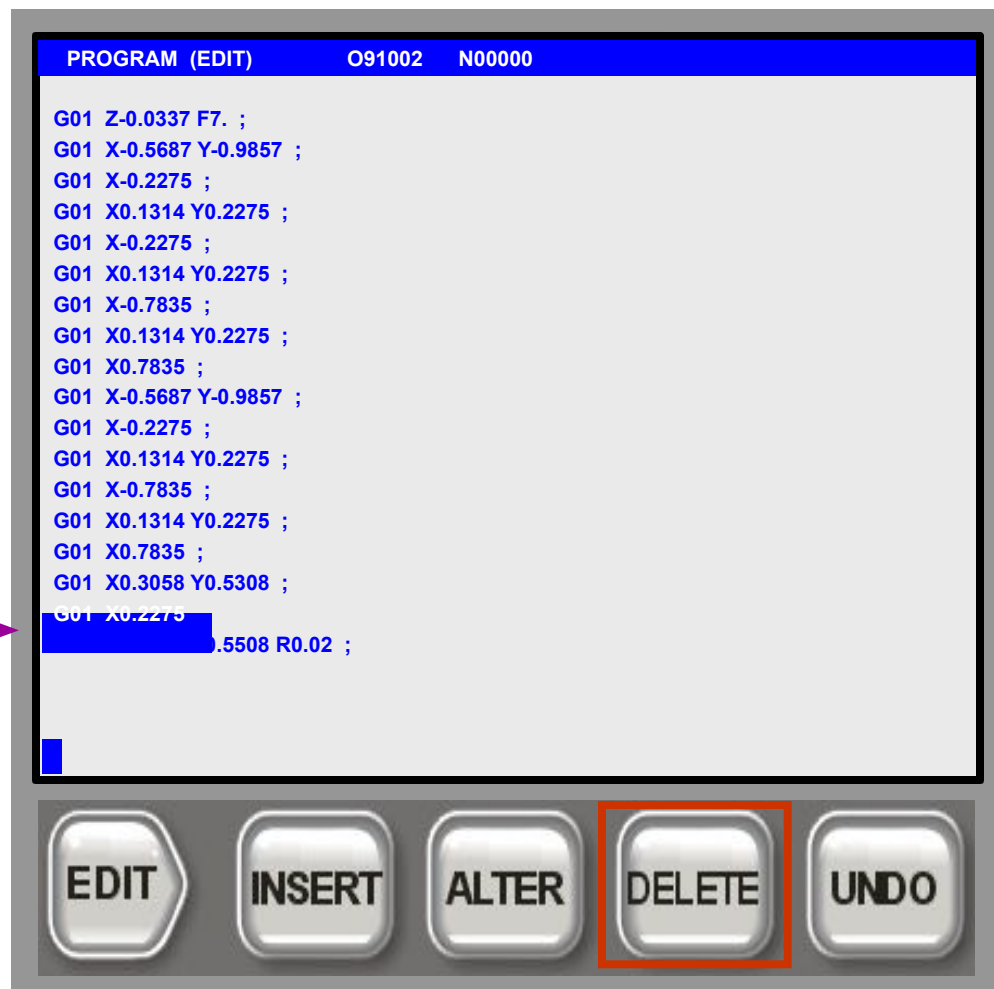 PROGRAM (EDIT) O91002 N00000
G01 Z-0.0337 F7. ;
G01 X-0.5687 Y-0.9857 ;
G01 X-0.2275 ;
G01 X0.1314 Y0.2275 ;
G01 X-0.2275 ;
G01 X0.1314 Y0.2275 ;
G01 X-0.7835 ;
G01 X0.1314 Y0.2275 ;
G01 X0.7835 ;
G01 X-0.5687 Y-0.9857 ;
G01 X-0.2275 ;
G01 X0.1314 Y0.2275 ;
G01 X-0.7835 ;
G01 X0.1314 Y0.2275 ;
G01 X0.7835 ;
G01 X0.3058 Y0.5308 ;
G01 X0.2275
.5508 R0.02 ;
EDIT INSERT ALTER DELETE UNDO